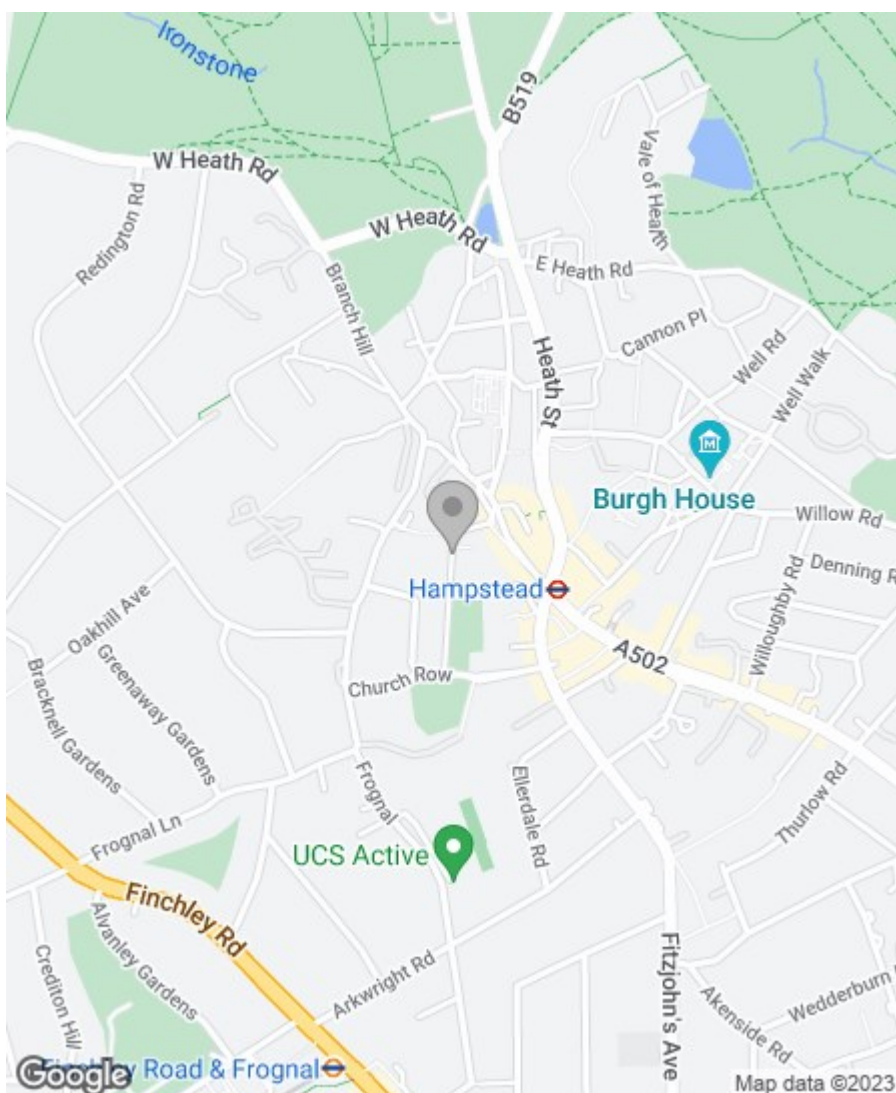 Ironstone
B519
W Heath Rd
Vale of Health
Redington Rd
W Heath Rd
E Heath Rd
Branch Hill
Cannon Pl
Heath St
Well Rd
Well Walk
M
Burgh House
Willow Rd
Hampstead
Denning R
Willoughby Rd
Oakhill Ave
A502
Church Row
Greenaway Gardens
Bracknell Gardens
Frognal
Ellerdale Rd
Thurlow Rd
Frognal Ln
UCS Active
Finchley Rd
Alvanley Gardens
Crediton Hill
Arkwright Rd
Fitzjohn's Ave
Wedderburn
Akenside Rd
Google
Road & Frognal
Map data ©2023